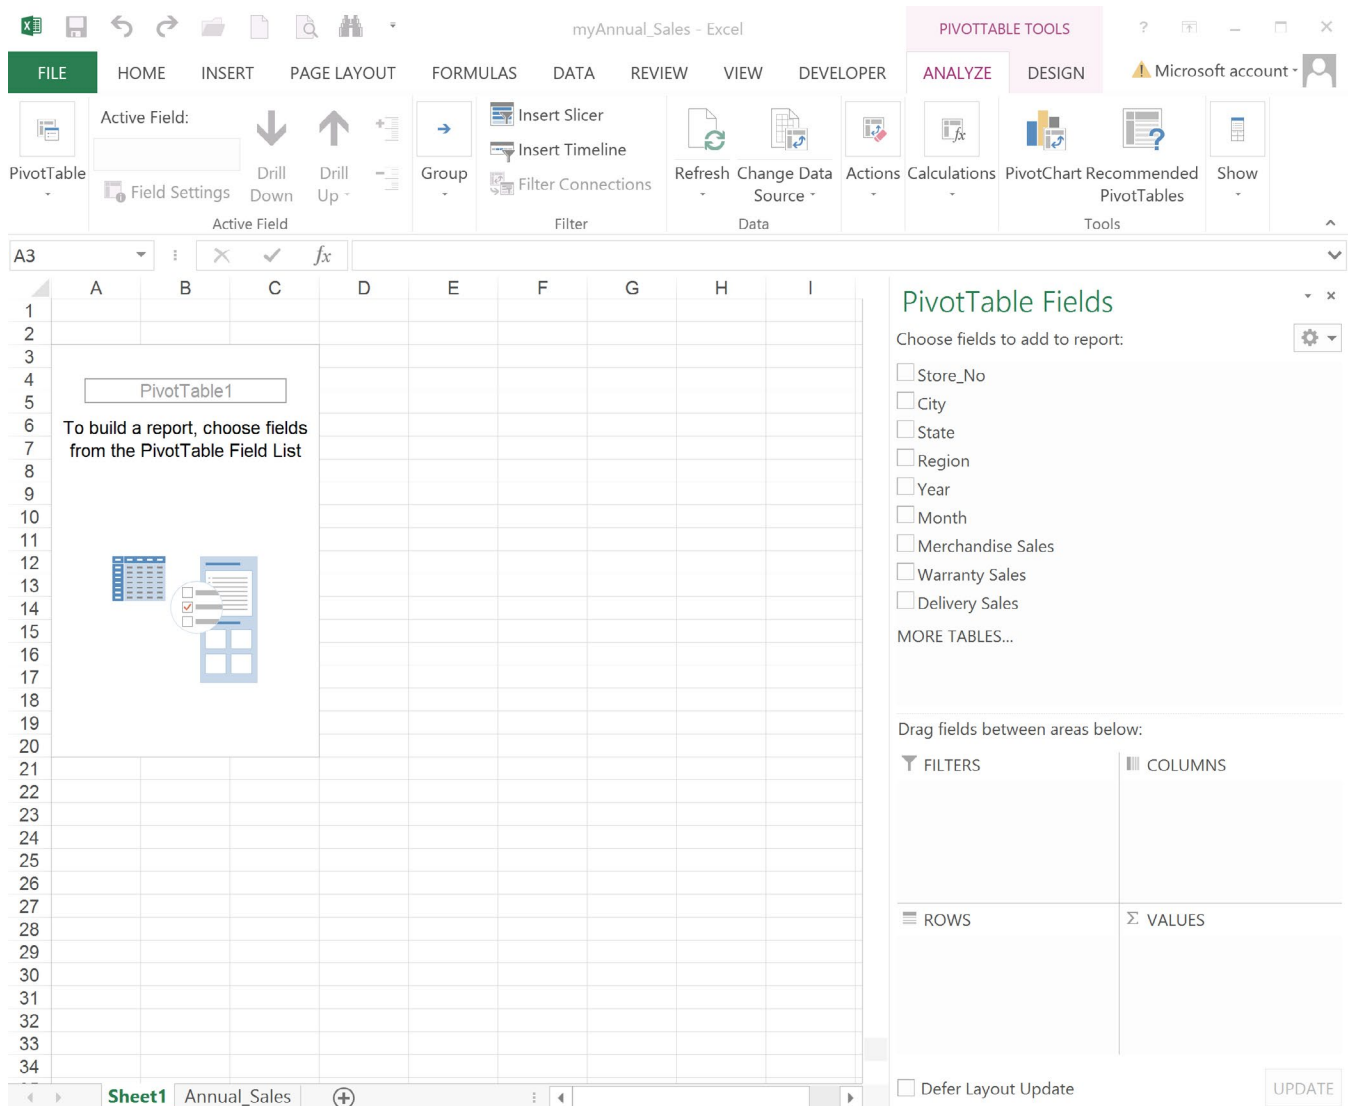 myAnnual_Sales - Excel
PIVOTTABLE TOOLS
?
FILE HOME INSERT PAGE LAYOUT FORMULAS DATA REVIEW VIEW DEVELOPER ANALYZE DESIGN Microsoft account
PivotTable
Active Field:
Field Settings
Drill Down
Drill Up
Active Field
Group
Insert Slicer
Insert Timeline
Filter Connections
Filter
Refresh
Change Data Source
Data
Actions
Calculations
PivotChart
Recommended PivotTables
Tools
Show
A3
fx
A B C D E F G H I
1
2
3
4
5
6
7
8
9
10
11
12
13
14
15
16
17
18
19
20
21
22
23
24
25
26
27
28
29
30
31
32
33
34
PivotTable1
To build a report, choose fields
from the PivotTable Field List
PivotTable Fields
Choose fields to add to report:
Store_No
City
State
Region
Year
Month
Merchandise Sales
Warranty Sales
Delivery Sales
MORE TABLES...
Drag fields between areas below:
FILTERS
COLUMNS
ROWS
Σ VALUES
Defer Layout Update
UPDATE
Sheet1 Annual_Sales